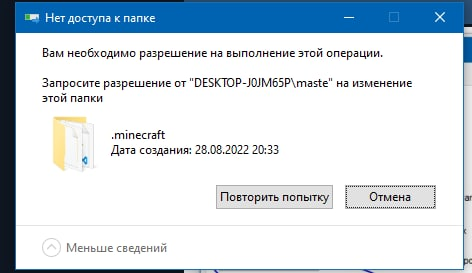 Нет доступа к папке
Вам необходимо разрешение на выполнение этой операции.
Запросите разрешение от "DESKTOP-J0JM65P\maste" на изменение
этой папки
.minecraft
Дата создания: 28.08.2022 20:33
Повторить попытку
Отмена
Меньше сведений